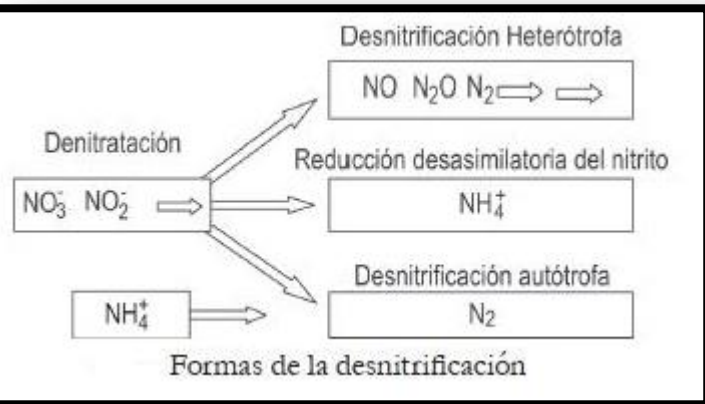 Desnitrificación Heterótrofa
NO N₂O N₂
Denitratación
Reducción desasimilatoria del nitrito
NO₃⁻ NO₂⁻
NH₄⁺
Desnitrificación autótrofa
NH₄⁺
N₂
Formas de la desnitrificación